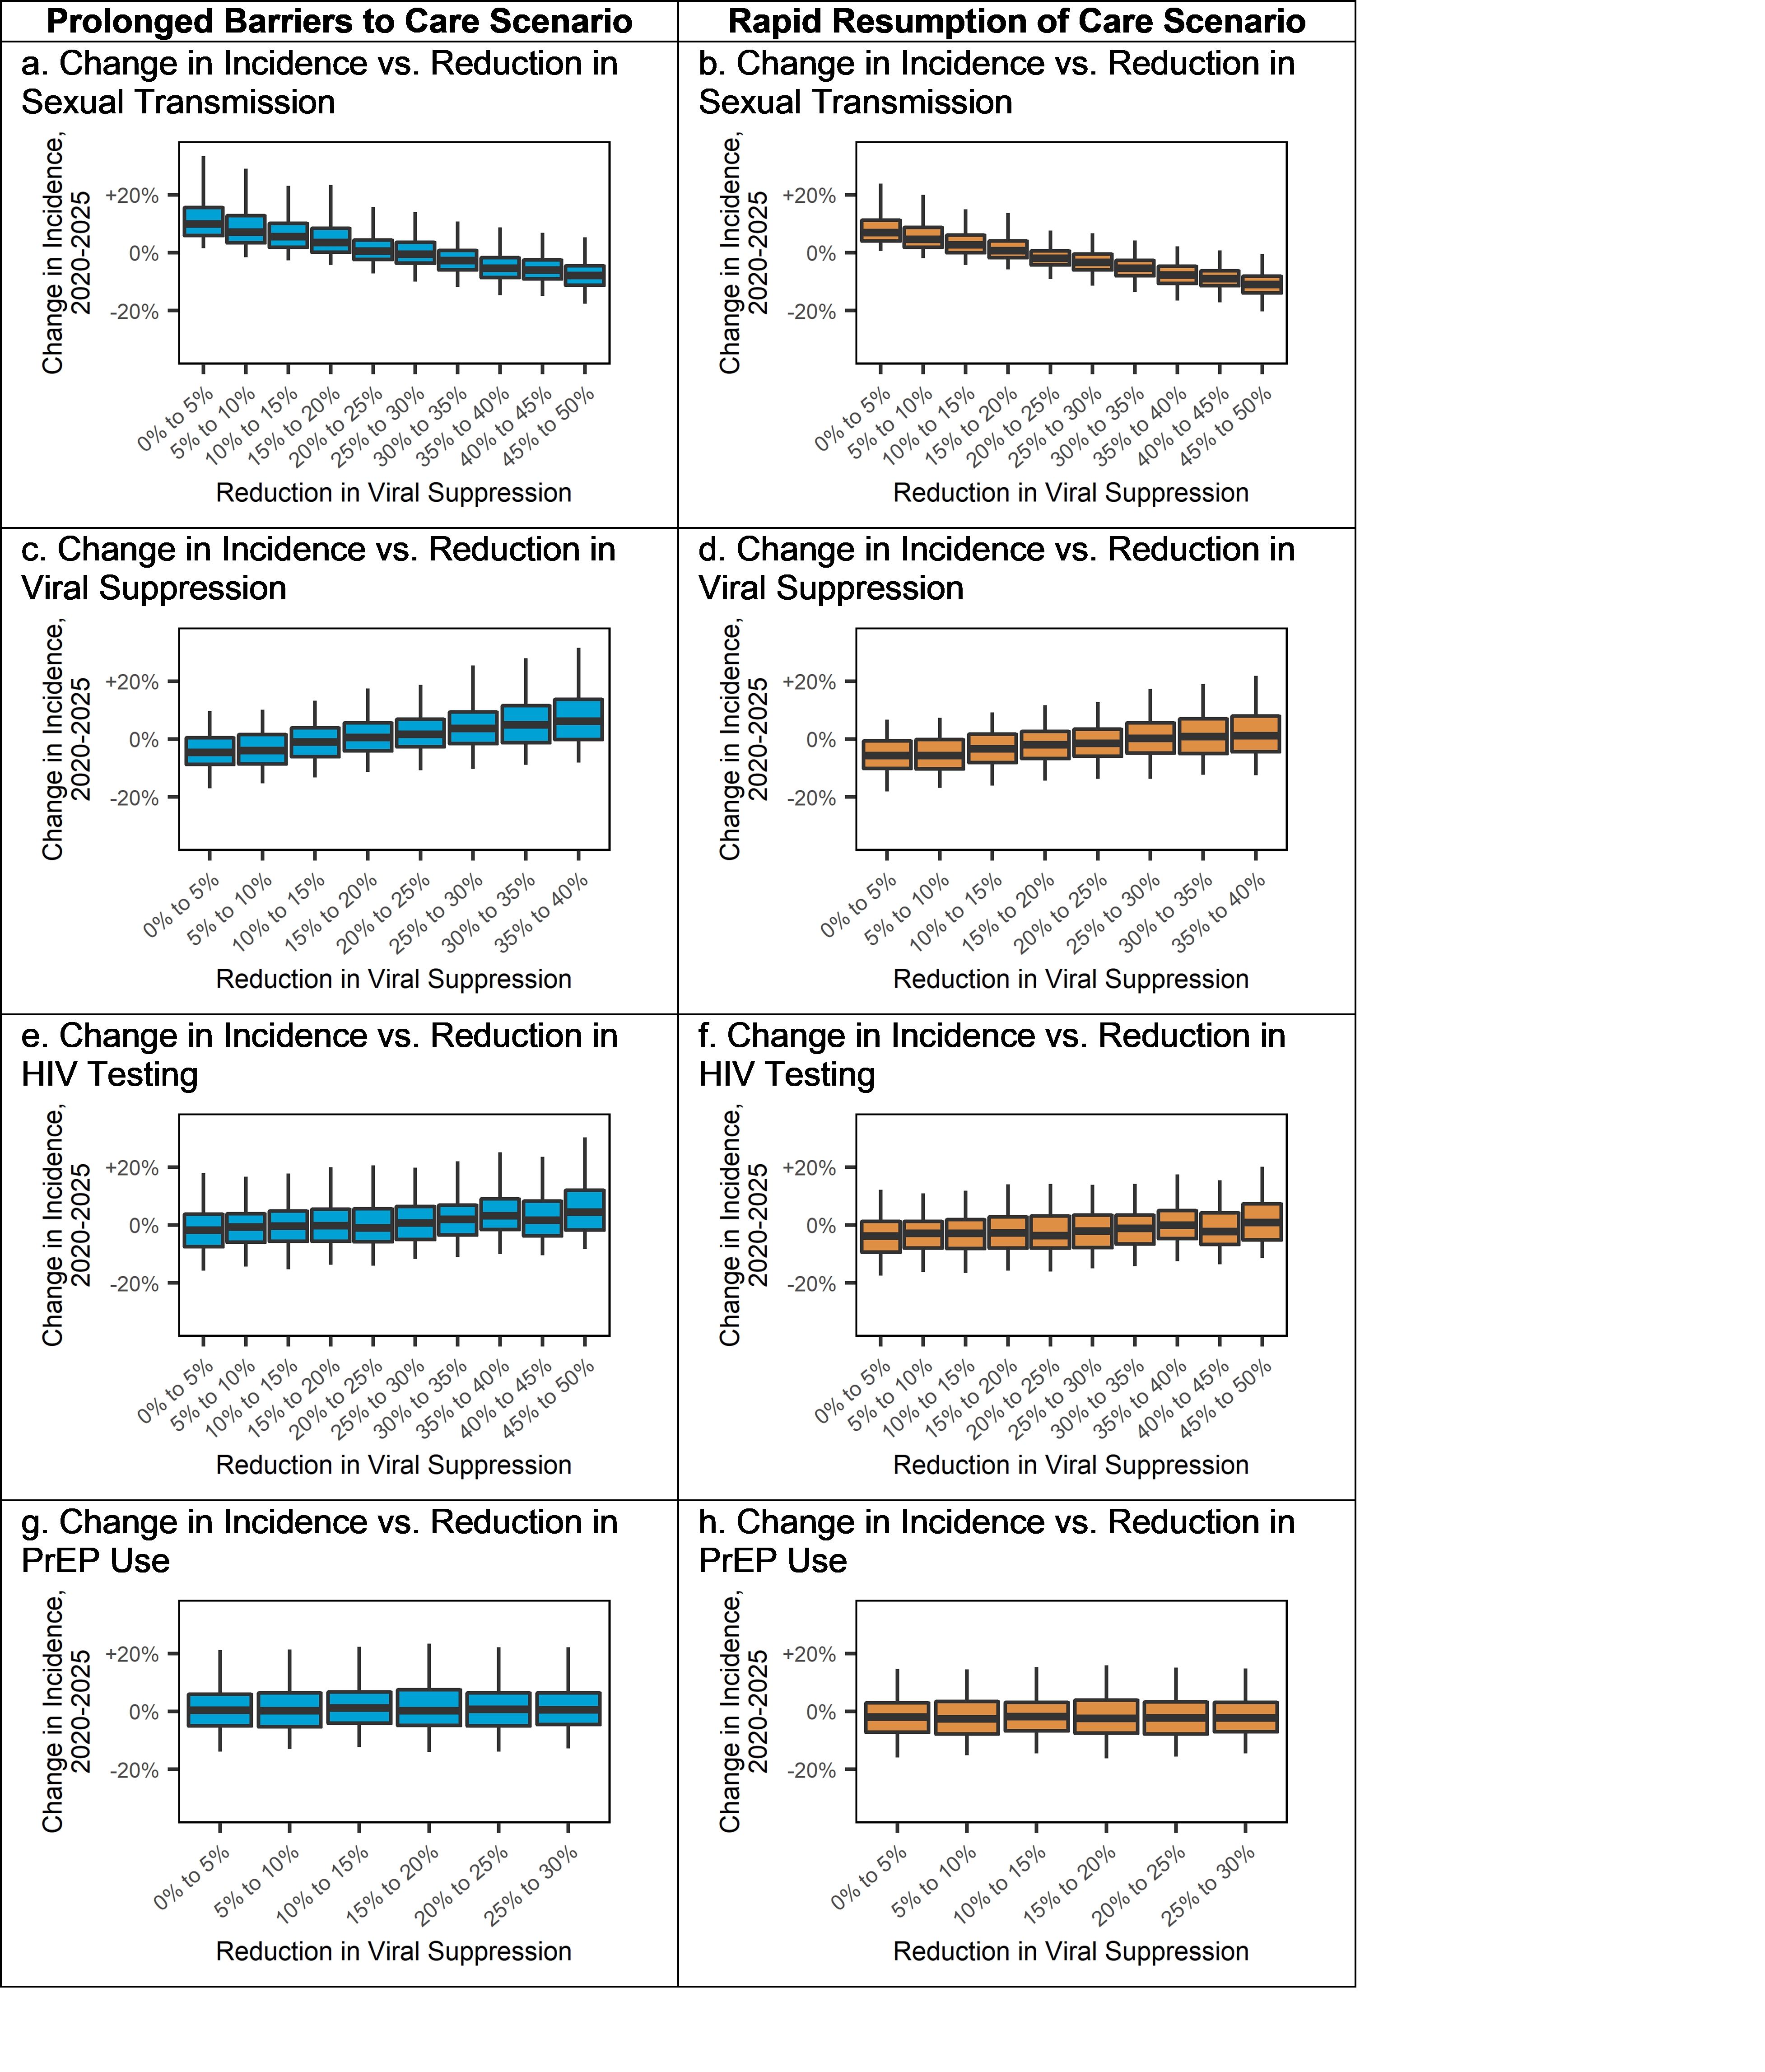 Prolonged Barriers to Care Scenario
Rapid Resumption of Care Scenario
a. Change in Incidence vs. Reduction in
Sexual Transmission
Change in Incidence,
2020-2025
+20%
0%
-20%
0% to 5%
5% to 10%
10% to 15%
15% to 20%
20% to 25%
25% to 30%
30% to 35%
35% to 40%
40% to 45%
45% to 50%
Reduction in Viral Suppression
b. Change in Incidence vs. Reduction in
Sexual Transmission
Change in Incidence,
2020-2025
+20%
0%
-20%
0% to 5%
5% to 10%
10% to 15%
15% to 20%
20% to 25%
25% to 30%
30% to 35%
35% to 40%
40% to 45%
45% to 50%
Reduction in Viral Suppression
c. Change in Incidence vs. Reduction in
Viral Suppression
Change in Incidence,
2020-2025
+20%
0%
-20%
0% to 5%
5% to 10%
10% to 15%
15% to 20%
20% to 25%
25% to 30%
30% to 35%
35% to 40%
Reduction in Viral Suppression
d. Change in Incidence vs. Reduction in
Viral Suppression
Change in Incidence,
2020-2025
+20%
0%
-20%
0% to 5%
5% to 10%
10% to 15%
15% to 20%
20% to 25%
25% to 30%
30% to 35%
35% to 40%
Reduction in Viral Suppression
e. Change in Incidence vs. Reduction in
HIV Testing
Change in Incidence,
2020-2025
+20%
0%
-20%
0% to 5%
5% to 10%
10% to 15%
15% to 20%
20% to 25%
25% to 30%
30% to 35%
35% to 40%
40% to 45%
45% to 50%
Reduction in Viral Suppression
f. Change in Incidence vs. Reduction in
HIV Testing
Change in Incidence,
2020-2025
+20%
0%
-20%
0% to 5%
5% to 10%
10% to 15%
15% to 20%
20% to 25%
25% to 30%
30% to 35%
35% to 40%
40% to 45%
45% to 50%
Reduction in Viral Suppression
g. Change in Incidence vs. Reduction in
PrEP Use
Change in Incidence,
2020-2025
+20%
0%
-20%
0% to 5%
5% to 10%
10% to 15%
15% to 20%
20% to 25%
25% to 30%
Reduction in Viral Suppression
h. Change in Incidence vs. Reduction in
PrEP Use
Change in Incidence,
2020-2025
+20%
0%
-20%
0% to 5%
5% to 10%
10% to 15%
15% to 20%
20% to 25%
25% to 30%
Reduction in Viral Suppression